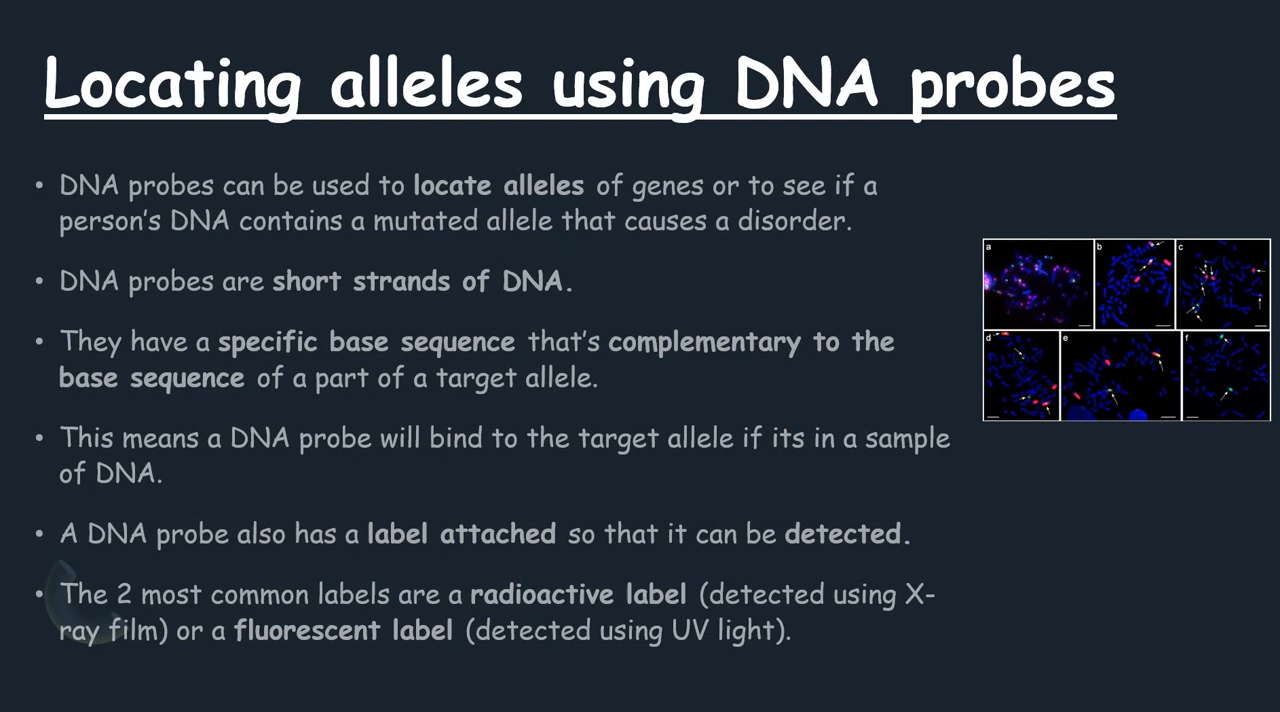 Locating alleles using DNA probes
• DNA probes can be used to locate alleles of genes or to see if a
person's DNA contains a mutated allele that causes a disorder.
• DNA probes are short strands of DNA.
• They have a specific base sequence that's complementary to the
base sequence of a part of a target allele.
• This means a DNA probe will bind to the target allele if its in a sample
of DNA.
• A DNA probe also has a label attached so that it can be detected.
• The 2 most common labels are a radioactive label (detected using X-
ray film) or a fluorescent label (detected using UV light).
a b c
d e f